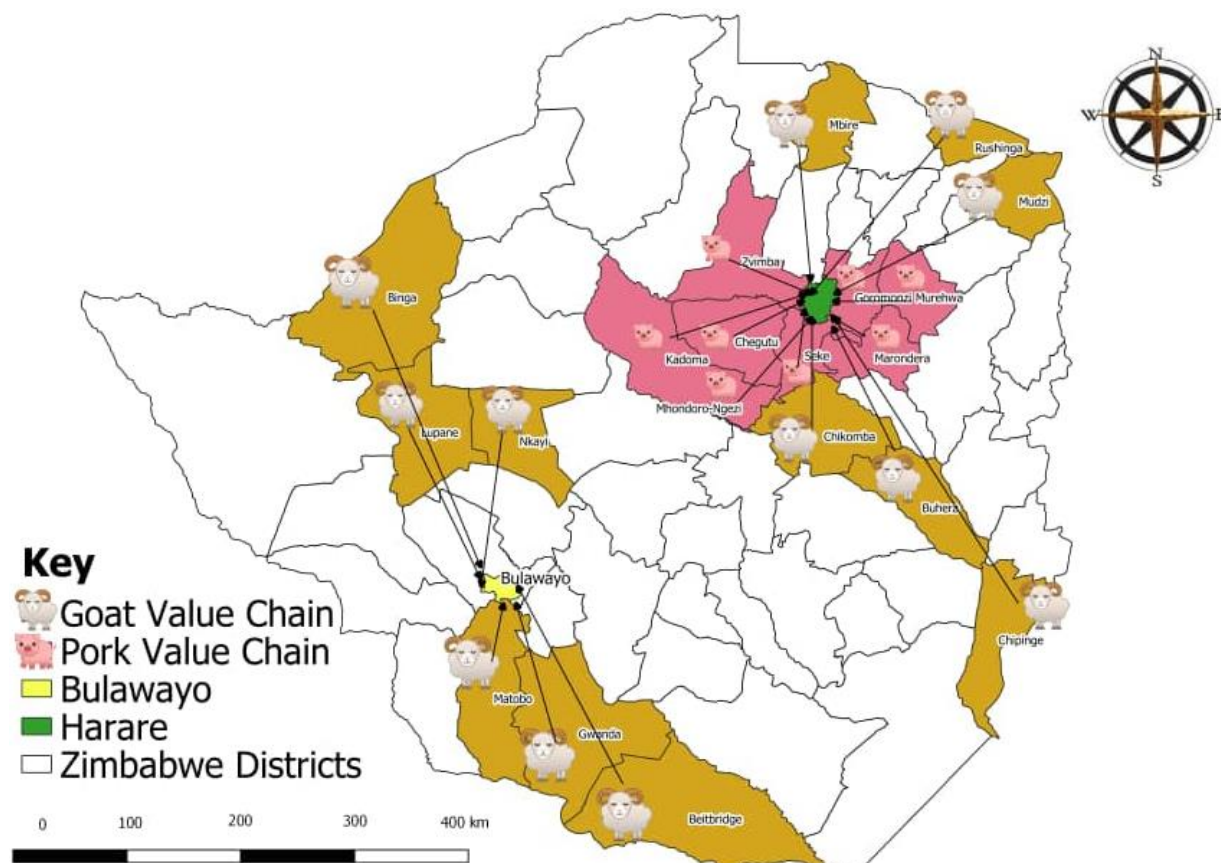 N
W
E
S
Mbire
Rushinga
Mudzi
Zvimba
Binga
Goromonzi
Murehwa
Kadoma
Chegutu
Seke
Marondera
Mhondoro-Ngezi
Lupane
Nkayi
Chikomba
Buhera
Bulawayo
Chipinge
Matobo
Gwanda
Beitbridge
Key
Goat Value Chain
Pork Value Chain
Bulawayo
Harare
Zimbabwe Districts
0 100 200 300 400 km